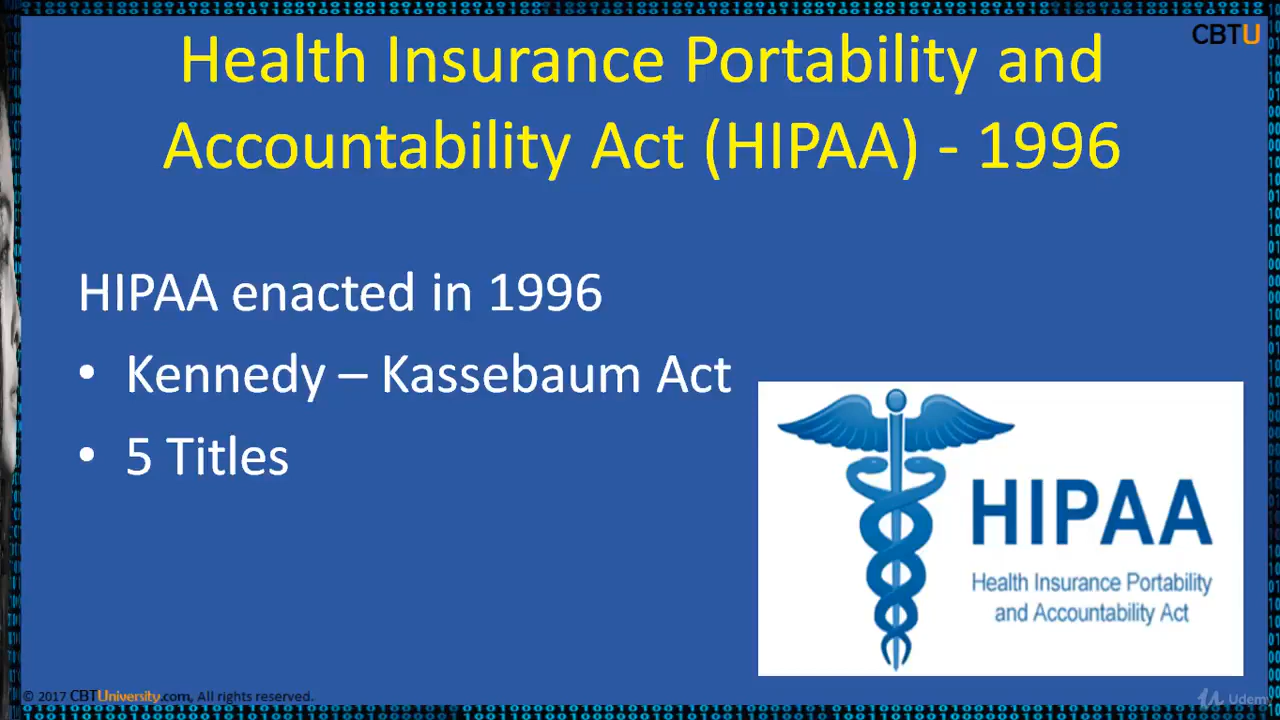 CBTU
Health Insurance Portability and
Accountability Act (HIPAA) - 1996
HIPAA enacted in 1996
• Kennedy – Kassebaum Act
• 5 Titles
HIPAA
Health Insurance Portability
and Accountability Act
© 2017 CBTUniversity.com, All rights reserved.
Udemy